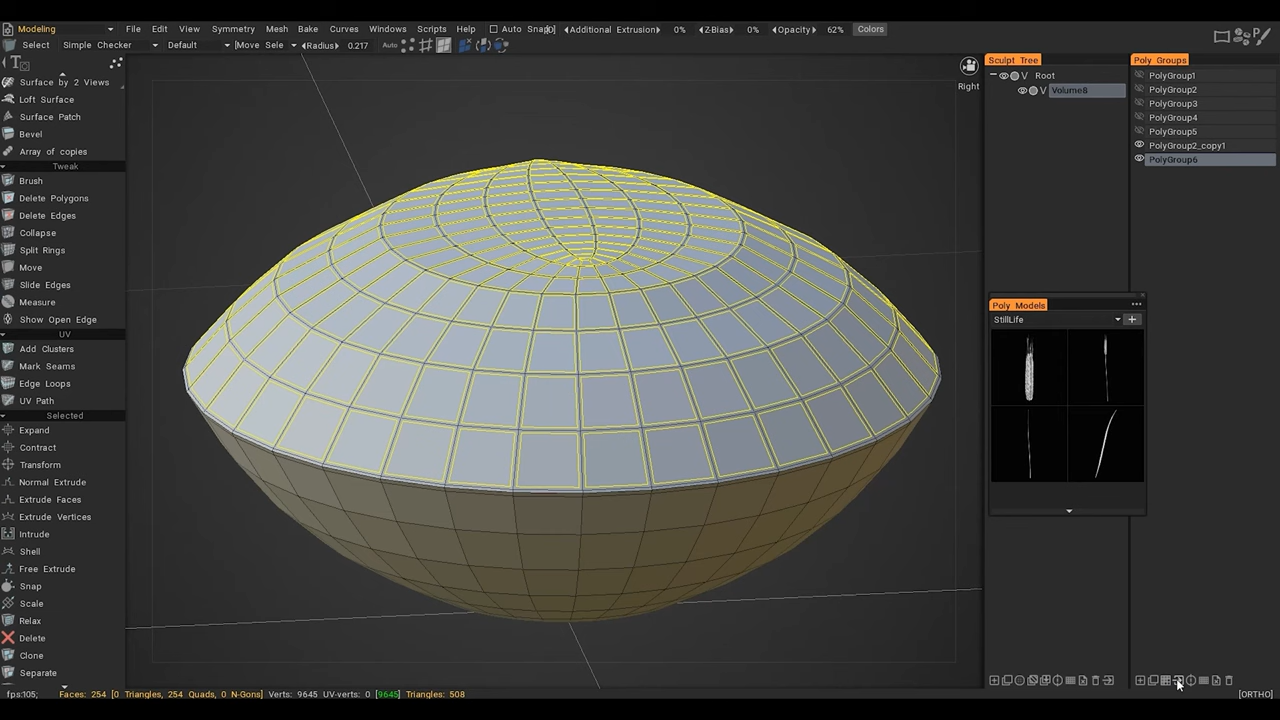 Modeling File Edit View Symmetry Mesh Bake Curves Windows Scripts Help Auto Snap[0] Additional Extrusion 0% Z-Bias 0% Opacity 62% Colors
Select Simple Checker Default Move Sele Radius 0.217 Auto
Surface by 2 Views
Loft Surface
Surface Patch
Bevel
Array of copies
Tweak
Brush
Delete Polygons
Delete Edges
Collapse
Split Rings
Move
Slide Edges
Measure
Show Open Edge
UV
Add Clusters
Mark Seams
Edge Loops
UV Path
Selected
Expand
Contract
Transform
Normal Extrude
Extrude Faces
Extrude Vertices
Intrude
Shell
Free Extrude
Snap
Scale
Relax
Delete
Clone
Separate
Right
Sculpt Tree
V Root
V Volume8
Poly Groups
PolyGroup1
PolyGroup2
PolyGroup3
PolyGroup4
PolyGroup5
PolyGroup2_copy1
PolyGroup6
Poly Models
StillLife
fps:105; Faces: 254 [0 Triangles, 254 Quads, 0 N-Gons] Verts: 9645 UV-verts: 0 [9645] Triangles: 508
[ORTHO]